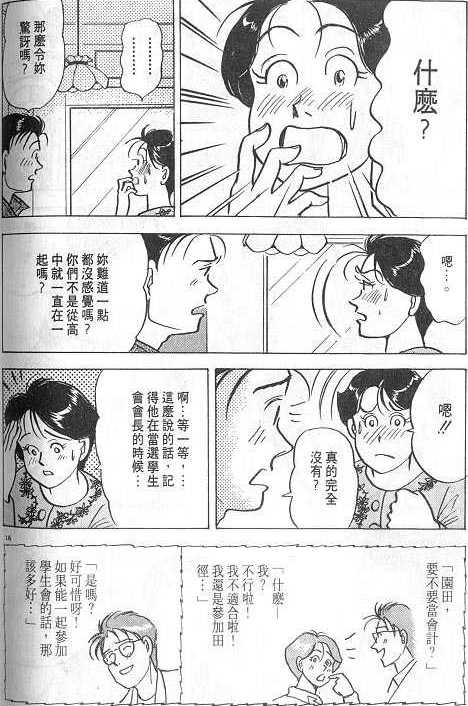 什麼?
⋯⋯⋯
那麼令妳
驚訝嗎?
嗯⋯。
妳難道一點
都沒感覺嗎?
你們不是從高
中就一直在一
起嗎?
嗯!!
真的完全
沒有?
啊⋯等一等,⋯
這麼說的話,記
得他在當選學生
會會長的時候⋯
「園田,
要不要當會計?」
「什麼—
我?
不行啦!
我不適合啦!
我還是參加田
徑⋯」
「是嗎?
好可惜呀!
如果能一起參加
學生會的話,那
該多好⋯」
16